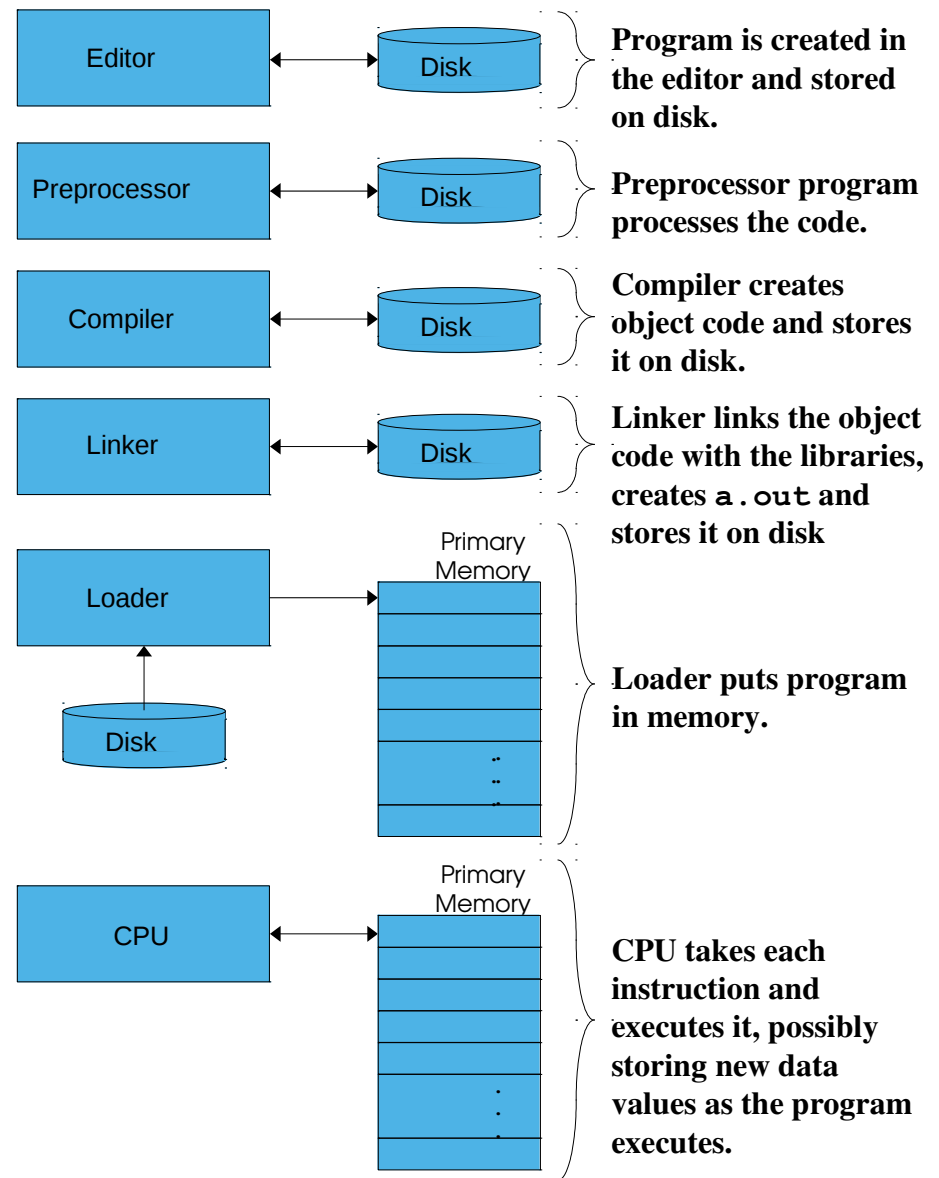 Editor
Disk
Program is created in
the editor and stored
on disk.
Preprocessor
Disk
Preprocessor program
processes the code.
Compiler
Disk
Compiler creates
object code and stores
it on disk.
Linker
Disk
Linker links the object
code with the libraries,
creates a.out and
stores it on disk
Loader
Disk
Primary
Memory
Loader puts program
in memory.
CPU
Primary
Memory
CPU takes each
instruction and
executes it, possibly
storing new data
values as the program
executes.